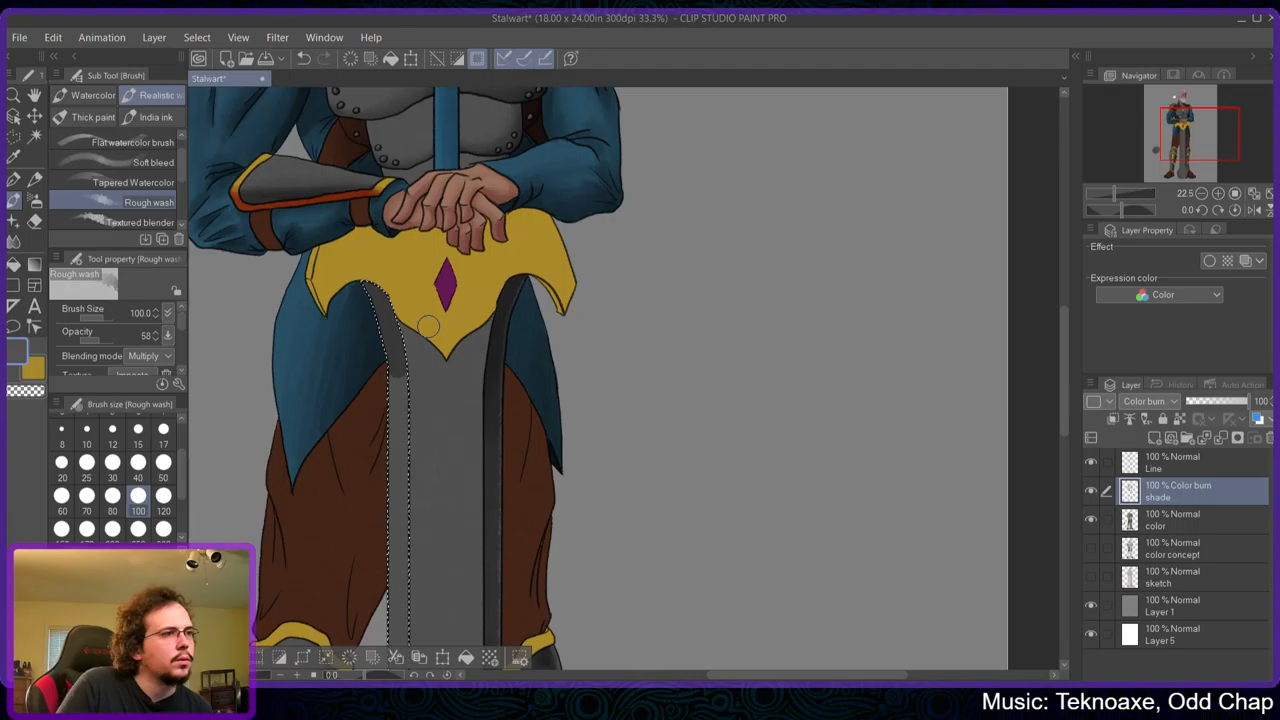 Stalwart* (18.00 x 24.00in 300dpi 33.3%) - CLIP STUDIO PAINT PRO
File Edit Animation Layer Select View Filter Window Help
Sub Tool [Brush]
Stalwart*
Navigator
Watercolor
Realistic w
Thick paint
India ink
Flat watercolor brush
Soft bleed
Tapered Watercolor
Rough wash
Textured blender
22.5
0.0
Layer Property
Tool property [Rough wash]
Effect
Rough wash
Expression color
Color
Brush Size 100.0
Opacity 58
Blending mode Multiply
Layer History Auto Action
Color burn 100
Brush size [Rough wash]
8 10 12 15 17
20 25 30 40 50
60 70 80 100 120
100 % Normal
Line
100 % Color burn
shade
100 % Normal
color
100 % Normal
color concept
100 % Normal
sketch
100 % Normal
Layer 1
100 % Normal
Layer 5
Music: Teknoaxe, Odd Chap